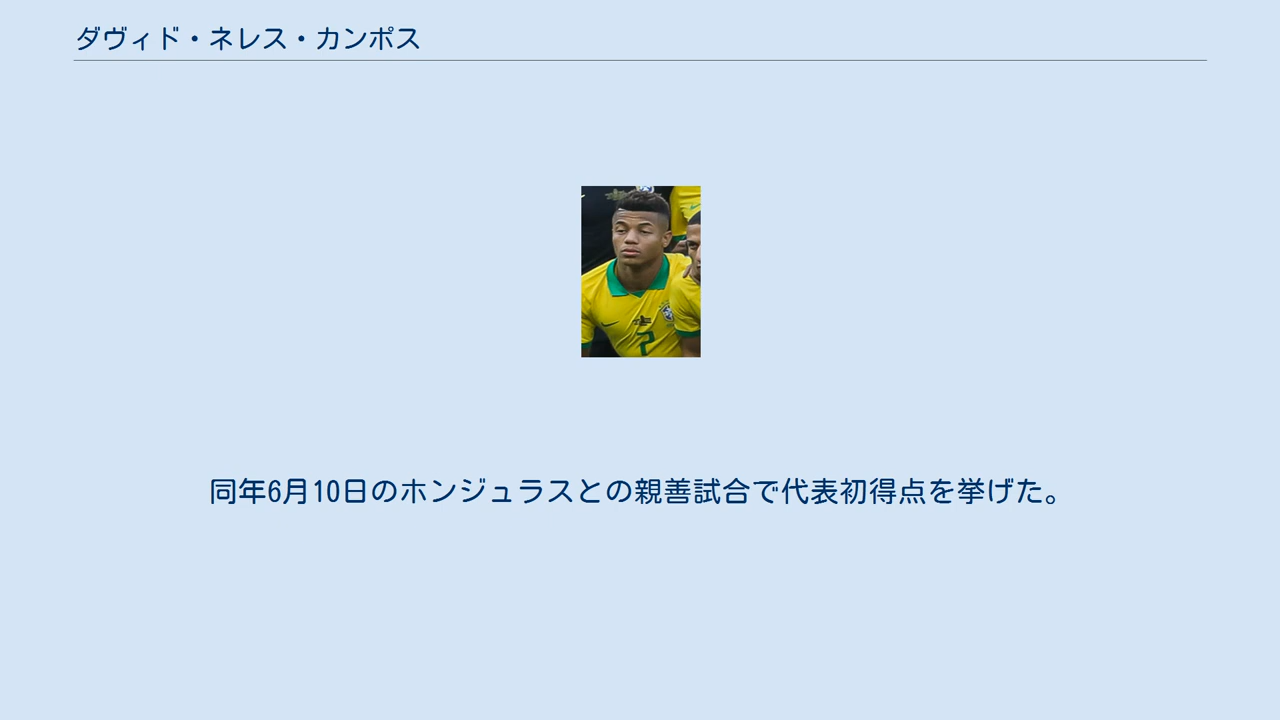 ダヴィド・ネレス・カンポス
同年6月10日のホンジュラスとの親善試合で代表初得点を挙げた。